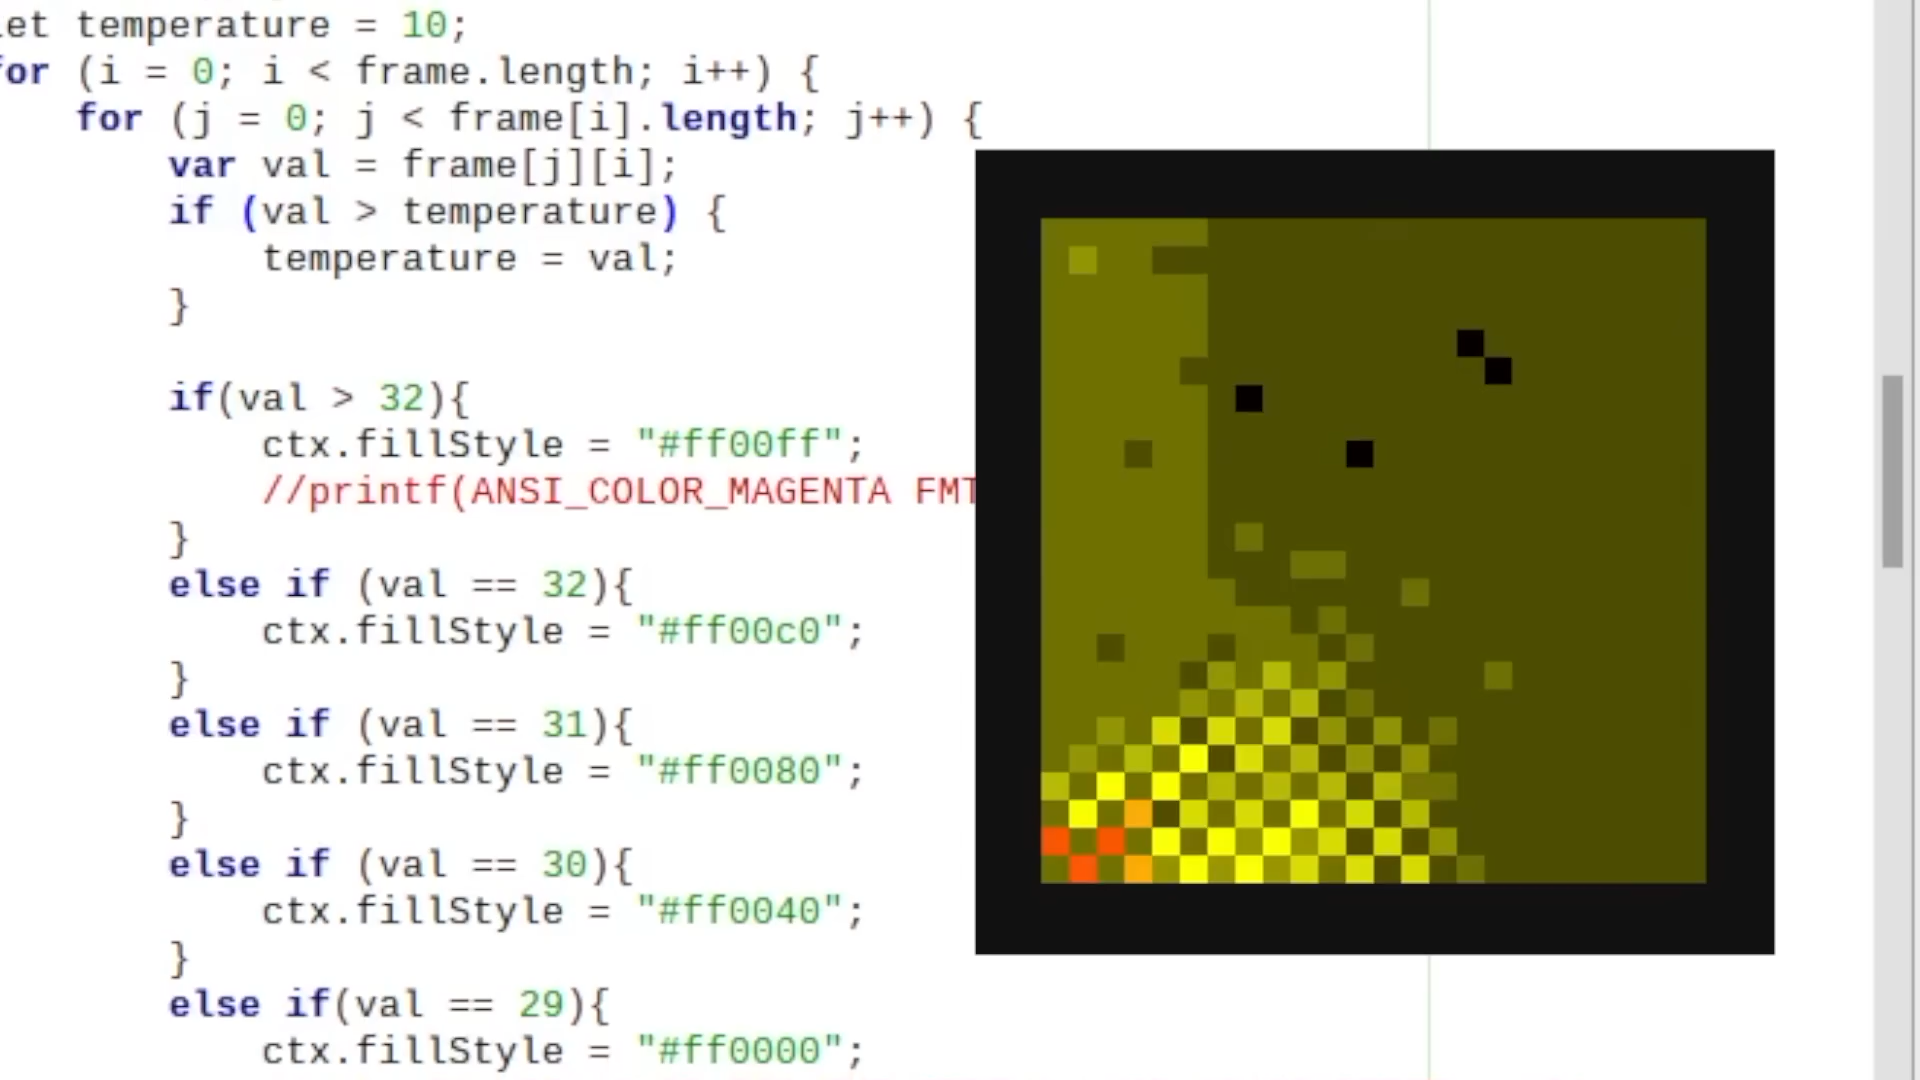 et temperature = 10;
for (i = 0; i < frame.length; i++) {
for (j = 0; j < frame[i].length; j++) {
var val = frame[j][i];
if (val > temperature) {
temperature = val;
}
if(val > 32){
ctx.fillStyle = "#ff00ff";
//printf(ANSI_COLOR_MAGENTA FMT
}
else if (val == 32){
ctx.fillStyle = "#ff00c0";
}
else if (val == 31){
ctx.fillStyle = "#ff0080";
}
else if (val == 30){
ctx.fillStyle = "#ff0040";
}
else if(val == 29){
ctx.fillStyle = "#ff0000";